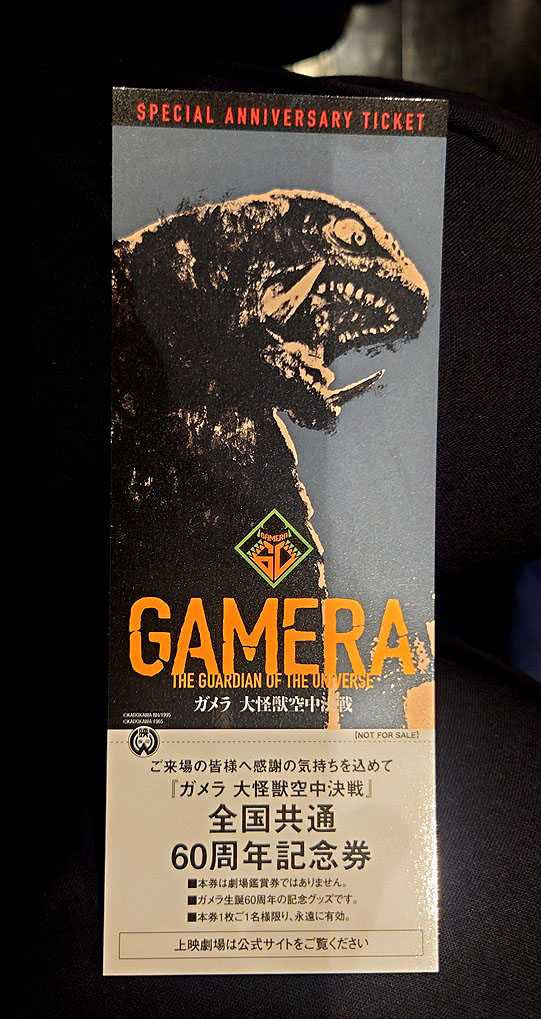 SPECIAL ANNIVERSARY TICKET
GAMERA
60
GAMERA
THE GUARDIAN OF THE UNIVERSE
ガメラ 大怪獣空中決戦
©KADOKAWA NH/1995
©KADOKAWA 1965
映
【NOT FOR SALE】
ご来場の皆様へ感謝の気持ちを込めて
『ガメラ 大怪獣空中決戦』
全国共通
60周年記念券
■本券は劇場鑑賞券ではありません。
■ガメラ生誕60周年の記念グッズです。
■本券1枚ご1名様限り、永遠に有効。
上映劇場は公式サイトをご覧ください